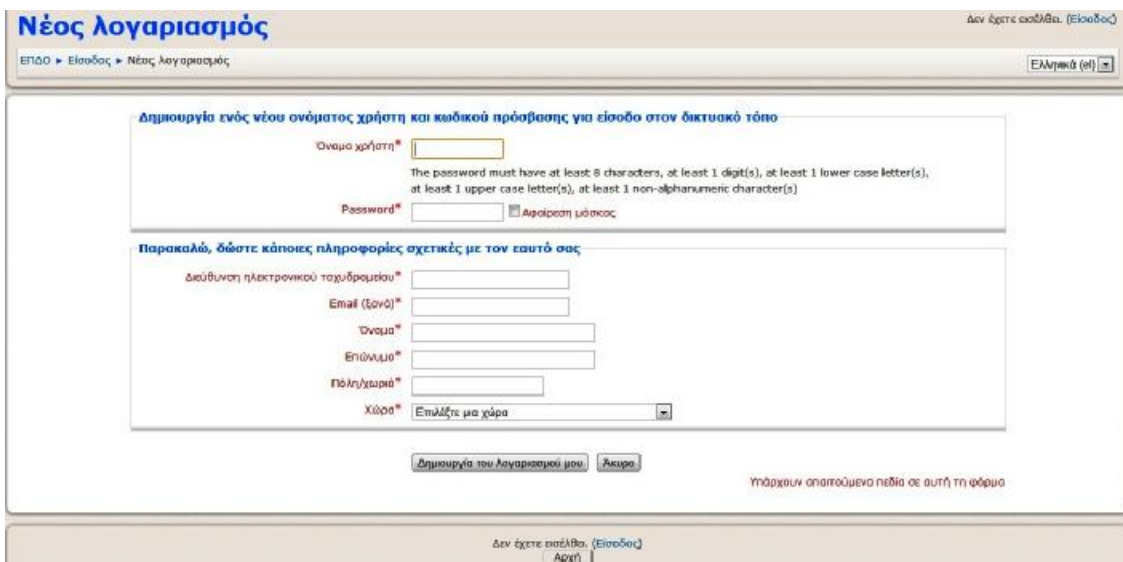 Νέος λογαριασμός
Δεν έχετε εισέλθει. (Είσοδος)
ΕΠΔΟ ► Είσοδος ► Νέος λογαριασμός
Ελληνικά (el)
Δημιουργία ενός νέου ονόματος χρήστη και κωδικού πρόσβασης για είσοδο στον δικτυακό τόπο
Όνομα χρήστη*
The password must have at least 8 characters, at least 1 digit(s), at least 1 lower case letter(s),
at least 1 upper case letter(s), at least 1 non-alphanumeric character(s)
Password* Αφαίρεση μάσκας
Παρακαλώ, δώστε κάποιες πληροφορίες σχετικές με τον εαυτό σας
Διεύθυνση ηλεκτρονικού ταχυδρομείου*
Email (ξανά)*
Όνομα*
Επώνυμο*
Πόλη/χωριό*
Χώρα* Επιλέξτε μια χώρα
Δημιουργία του λογαριασμού μου Άκυρο
Υπάρχουν απαιτούμενα πεδία σε αυτή τη φόρμα
Δεν έχετε εισέλθει. (Είσοδος)
Αρχή